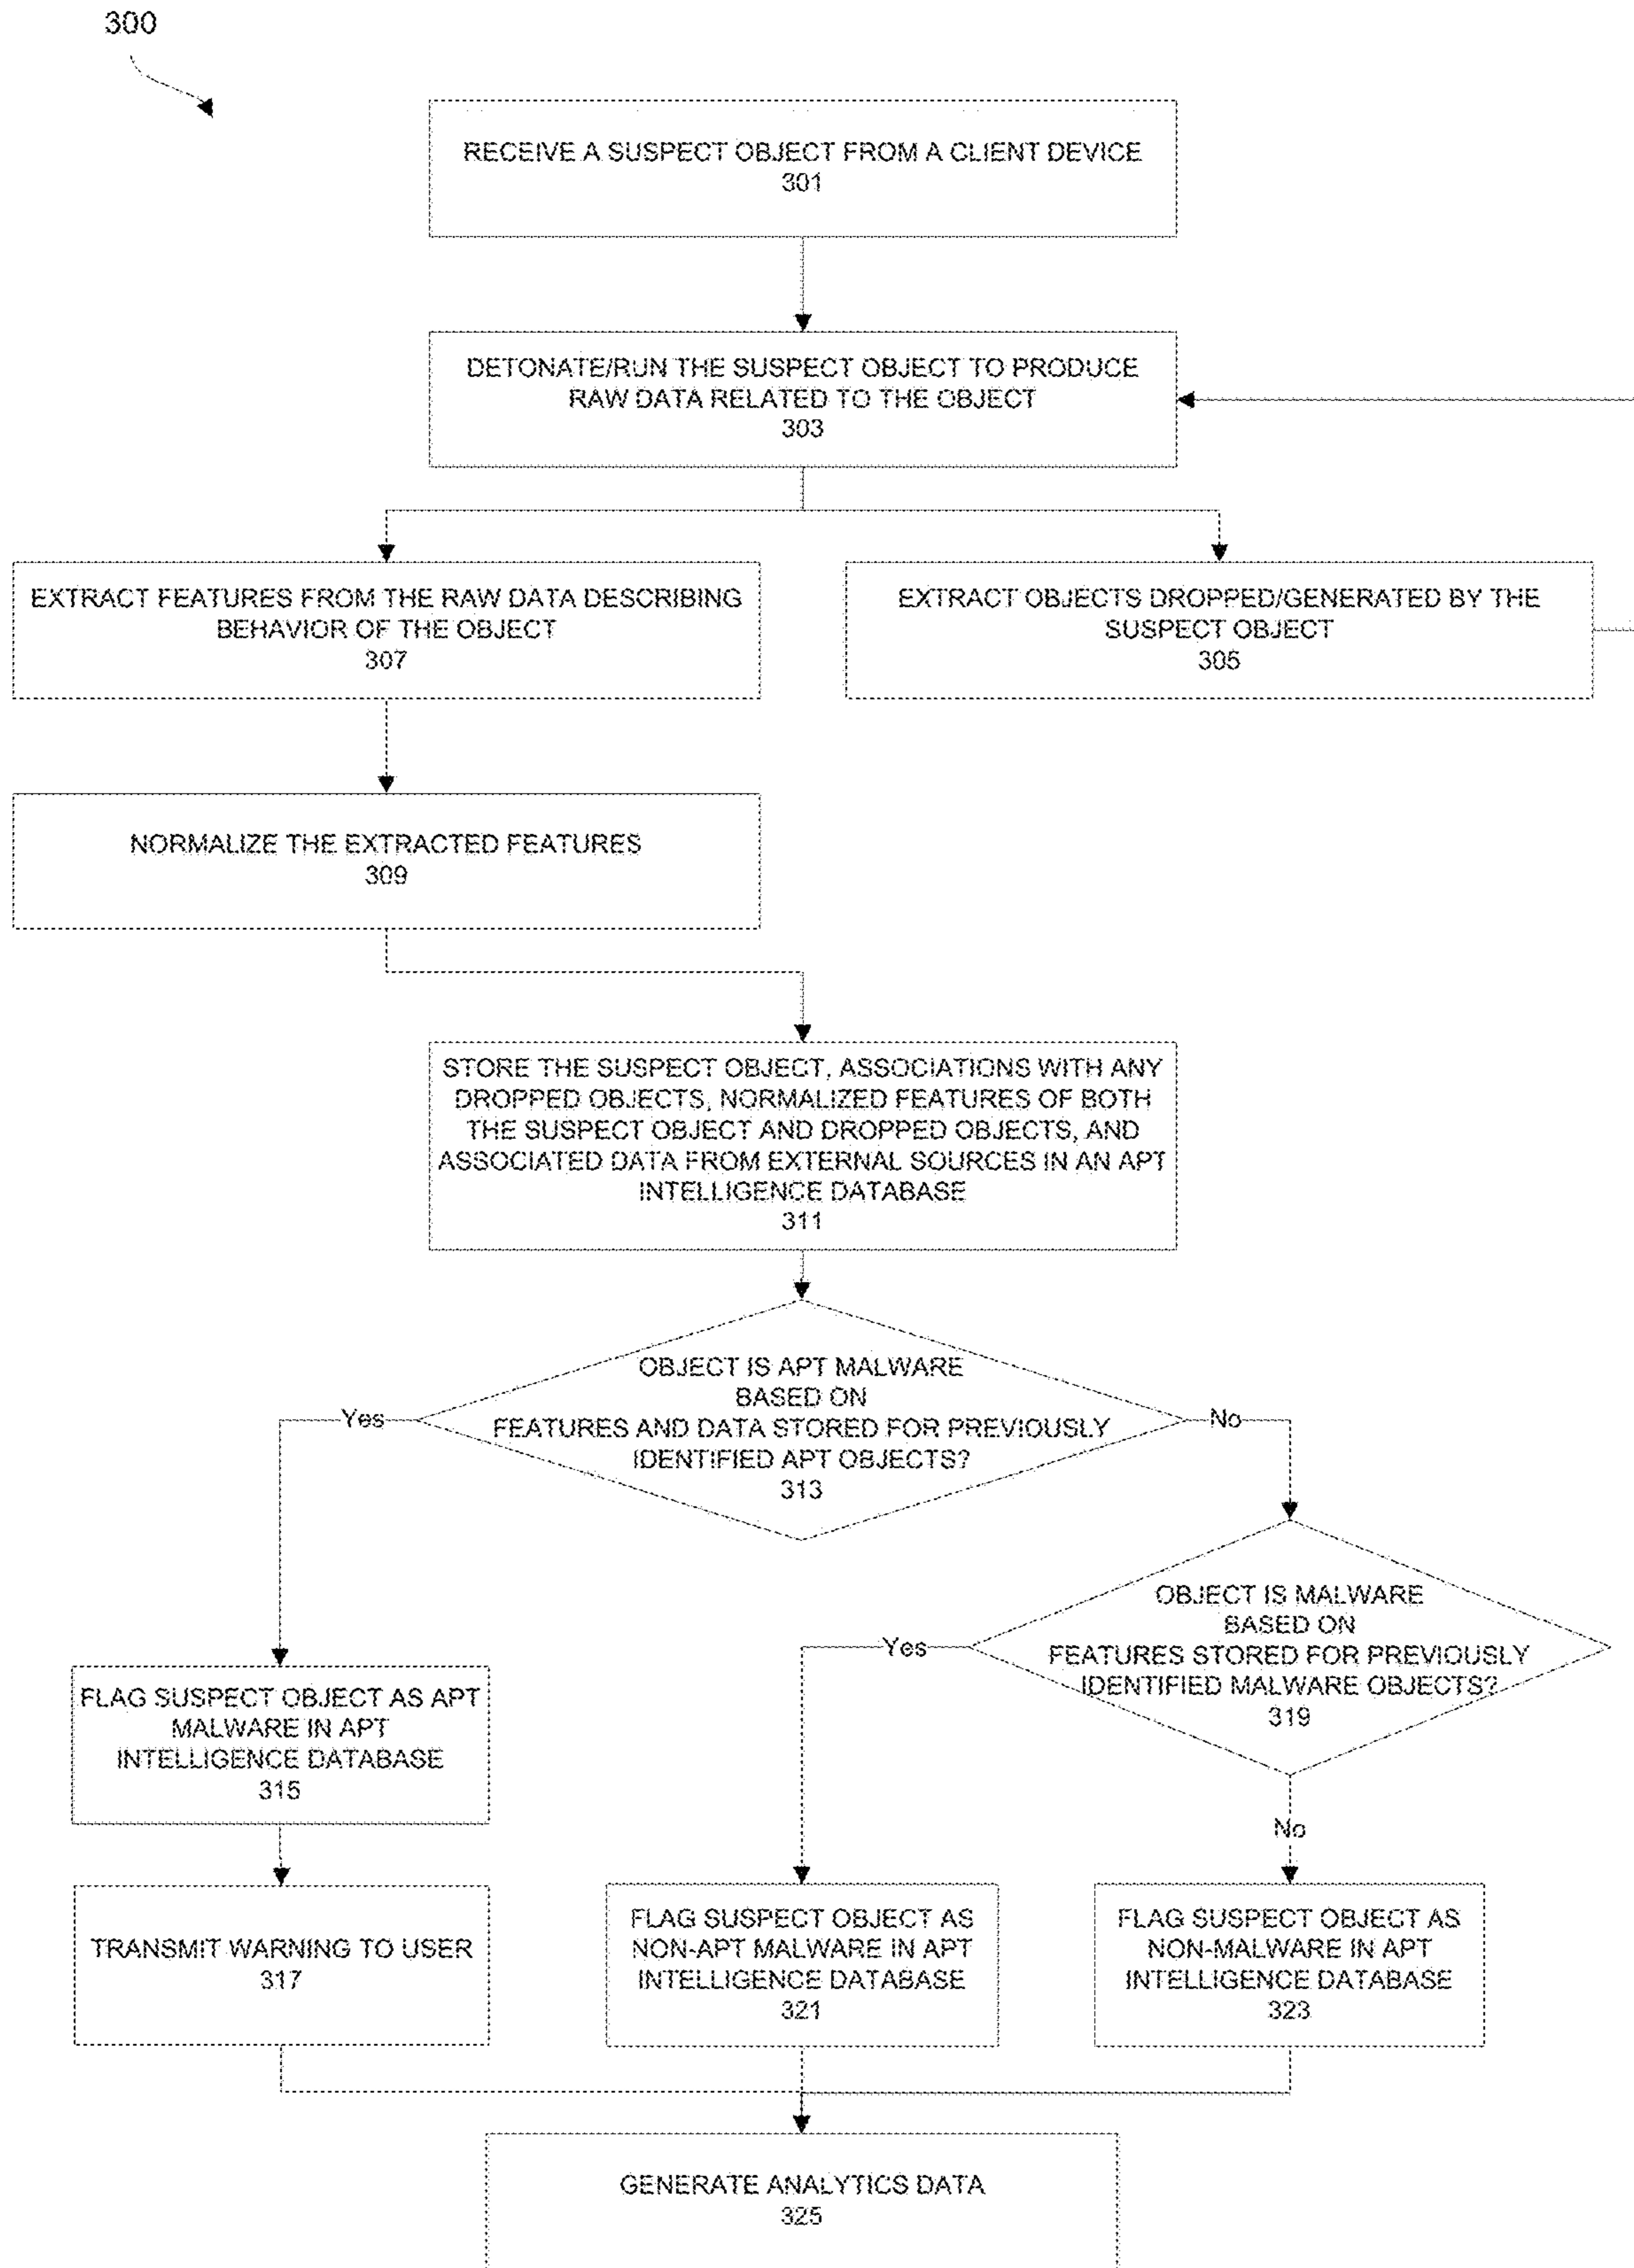 300
RECEIVE A SUSPECT OBJECT FROM A CLIENT DEVICE
301
DETONATE/RUN THE SUSPECT OBJECT TO PRODUCE
RAW DATA RELATED TO THE OBJECT
303
EXTRACT FEATURES FROM THE RAW DATA DESCRIBING
BEHAVIOR OF THE OBJECT
307
EXTRACT OBJECTS DROPPED/GENERATED BY THE
SUSPECT OBJECT
305
NORMALIZE THE EXTRACTED FEATURES
309
STORE THE SUSPECT OBJECT, ASSOCIATIONS WITH ANY
DROPPED OBJECTS, NORMALIZED FEATURES OF BOTH
THE SUSPECT OBJECT AND DROPPED OBJECTS, AND
ASSOCIATED DATA FROM EXTERNAL SOURCES IN AN APT
INTELLIGENCE DATABASE
311
OBJECT IS APT MALWARE
BASED ON
FEATURES AND DATA STORED FOR PREVIOUSLY
IDENTIFIED APT OBJECTS?
313
Yes
No
OBJECT IS MALWARE
BASED ON
FEATURES STORED FOR PREVIOUSLY
IDENTIFIED MALWARE OBJECTS?
319
Yes
No
FLAG SUSPECT OBJECT AS APT
MALWARE IN APT
INTELLIGENCE DATABASE
315
TRANSMIT WARNING TO USER
317
FLAG SUSPECT OBJECT AS
NON-APT MALWARE IN APT
INTELLIGENCE DATABASE
321
FLAG SUSPECT OBJECT AS
NON-MALWARE IN APT
INTELLIGENCE DATABASE
323
GENERATE ANALYTICS DATA
325